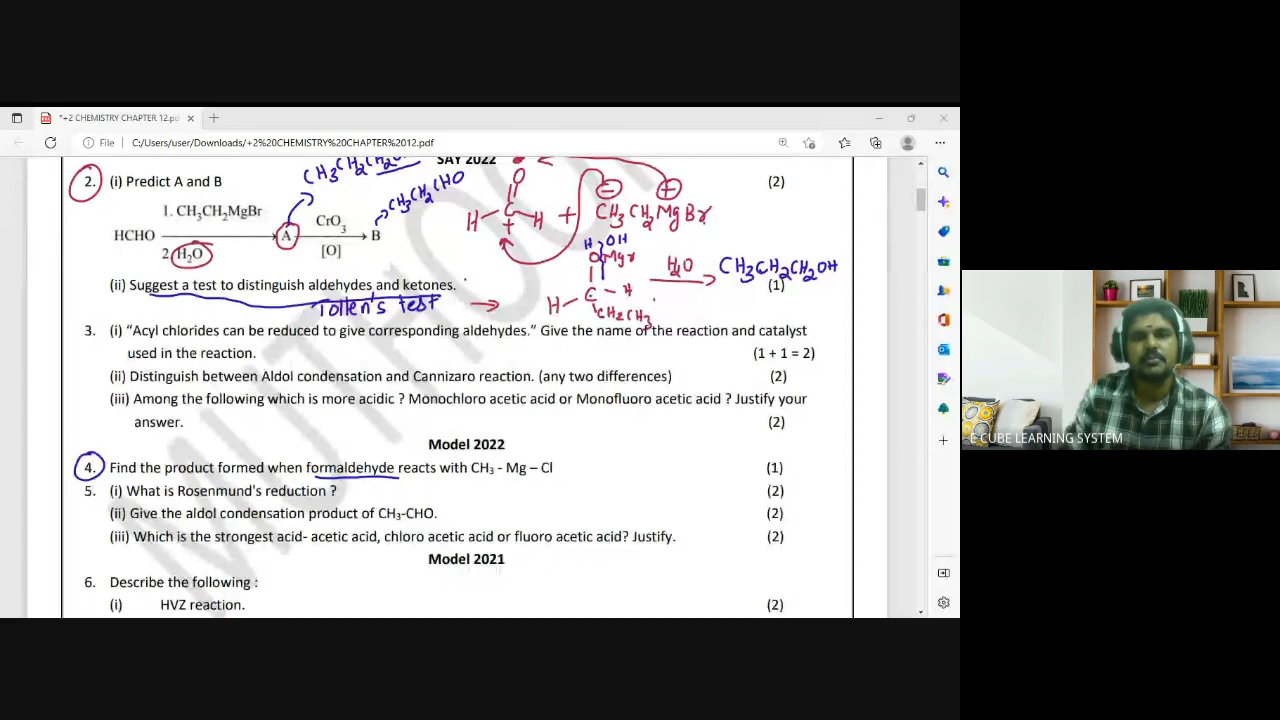 *+2 CHEMISTRY CHAPTER 12.pd
File C:/Users/user/Downloads/+2%20CHEMISTRY%20CHAPTER%2012.pdf
SAY 2022
2. (i) Predict A and B (2)
1. CH3CH2MgBr
HCHO A CrO3 B
2. H2O [O]
CH3CH2CH2OH
CH3CH2CHO
O
H C H + CH3CH2MgBr
+ − +
H OH
H C H
CH2CH3
H2O CH3CH2CH2OH
(ii) Suggest a test to distinguish aldehydes and ketones. (1)
Tollen's test
3. (i) “Acyl chlorides can be reduced to give corresponding aldehydes.” Give the name of the reaction and catalyst
used in the reaction. (1 + 1 = 2)
(ii) Distinguish between Aldol condensation and Cannizaro reaction. (any two differences) (2)
(iii) Among the following which is more acidic ? Monochloro acetic acid or Monofluoro acetic acid ? Justify your
answer. (2)
Model 2022
4. Find the product formed when formaldehyde reacts with CH3 - Mg – Cl (1)
5. (i) What is Rosenmund's reduction ? (2)
(ii) Give the aldol condensation product of CH3-CHO. (2)
(iii) Which is the strongest acid- acetic acid, chloro acetic acid or fluoro acetic acid? Justify. (2)
Model 2021
6. Describe the following :
(i) HVZ reaction. (2)
CUBE LEARNING SYSTEM